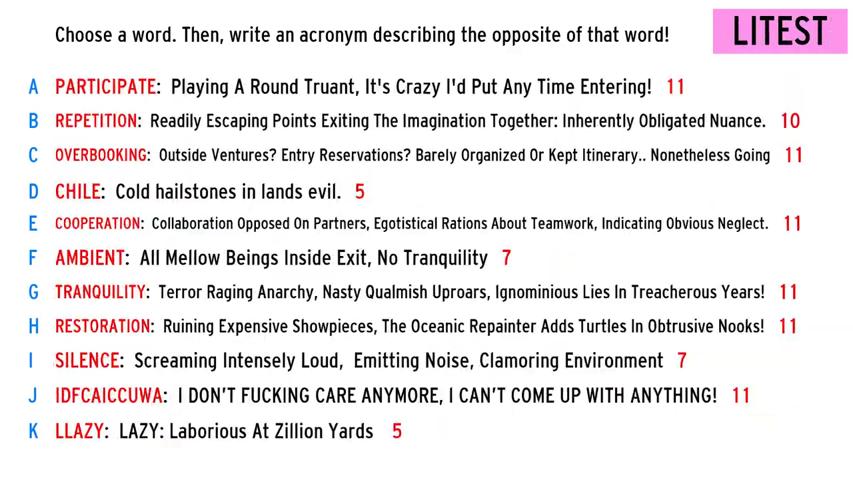 Choose a word. Then, write an acronym describing the opposite of that word!
LITEST
A PARTICIPATE: Playing A Round Truant, It's Crazy I'd Put Any Time Entering! 11
B REPETITION: Readily Escaping Points Exiting The Imagination Together: Inherently Obligated Nuance. 10
C OVERBOOKING: Outside Ventures? Entry Reservations? Barely Organized Or Kept Itinerary.. Nonetheless Going 11
D CHILE: Cold hailstones in lands evil. 5
E COOPERATION: Collaboration Opposed On Partners, Egotistical Rations About Teamwork, Indicating Obvious Neglect. 11
F AMBIENT: All Mellow Beings Inside Exit, No Tranquility 7
G TRANQUILITY: Terror Raging Anarchy, Nasty Qualmish Uproars, Ignominious Lies In Treacherous Years! 11
H RESTORATION: Ruining Expensive Showpieces, The Oceanic Repainter Adds Turtles In Obtrusive Nooks! 11
I SILENCE: Screaming Intensely Loud, Emitting Noise, Clamoring Environment 7
J IDFCAICCUWA: I DON'T FUCKING CARE ANYMORE, I CAN'T COME UP WITH ANYTHING! 11
K LLAZY: LAZY: Laborious At Zillion Yards 5